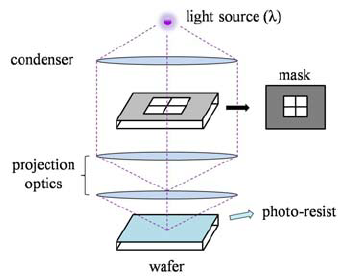 light source (λ)
condenser
mask
projection
optics
photo-resist
wafer